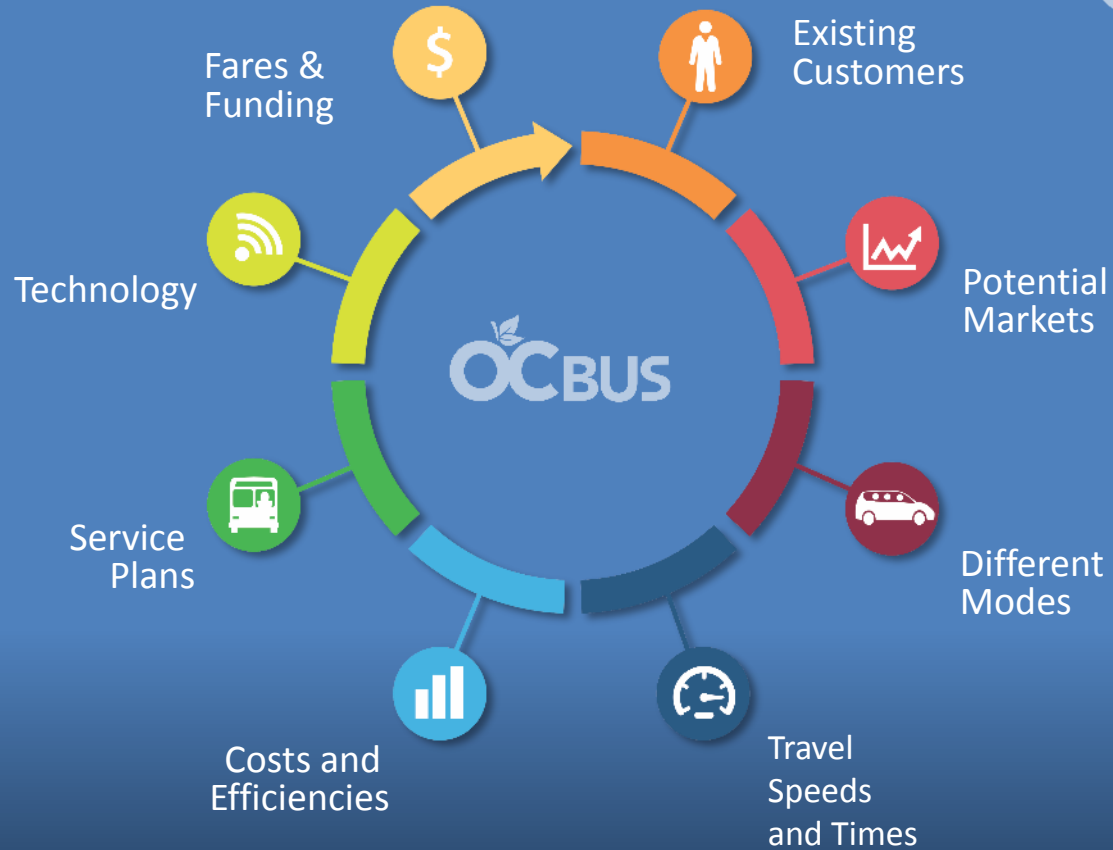 Fares &
Funding
$
Existing
Customers
Technology
Potential
Markets
OCBUS
Service
Plans
Different
Modes
Costs and
Efficiencies
Travel
Speeds
and Times